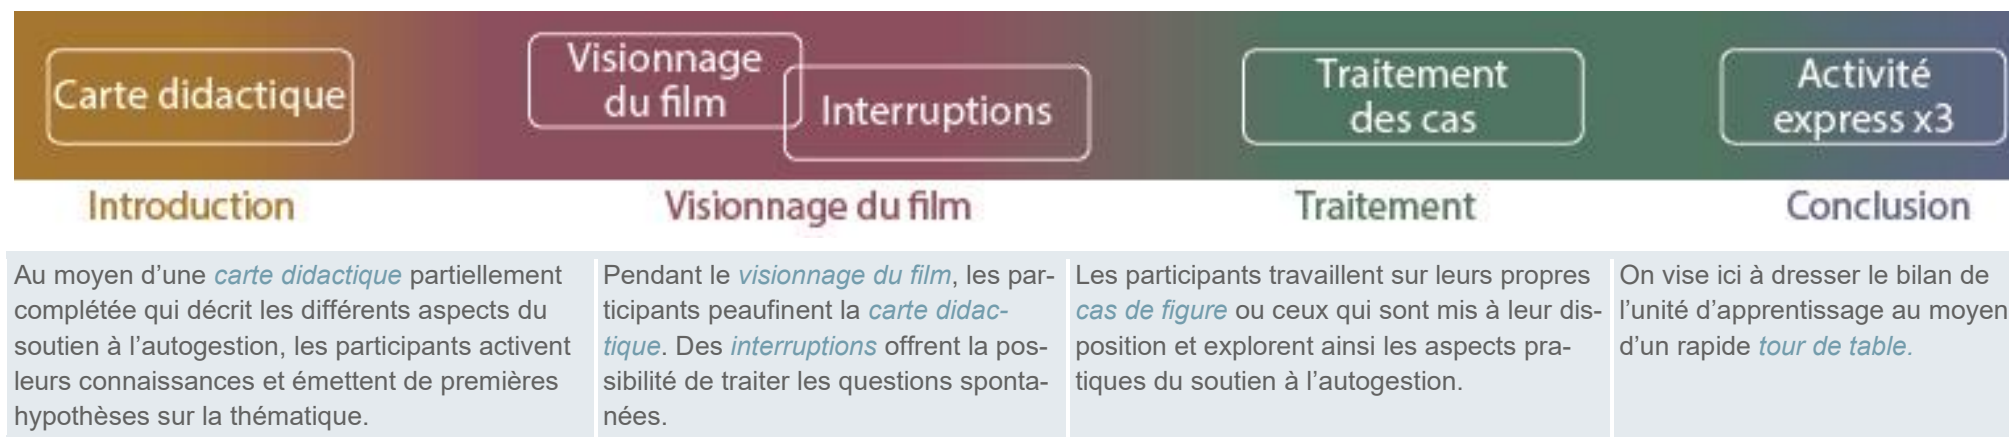 Carte didactique
Visionnage
du film
Interruptions
Traitement
des cas
Activité
express x3
Introduction
Visionnage du film
Traitement
Conclusion
Au moyen d’une carte didactique partiellement
complétée qui décrit les différents aspects du
soutien à l’autogestion, les participants activent
leurs connaissances et émettent de premières
hypothèses sur la thématique.
Pendant le visionnage du film, les par-
ticipants peaufinent la carte didac-
tique. Des interruptions offrent la pos-
sibilité de traiter les questions sponta-
nées.
Les participants travaillent sur leurs propres
cas de figure ou ceux qui sont mis à leur dis-
position et explorent ainsi les aspects pra-
tiques du soutien à l’autogestion.
On vise ici à dresser le bilan de
l’unité d’apprentissage au moyen
d’un rapide tour de table.